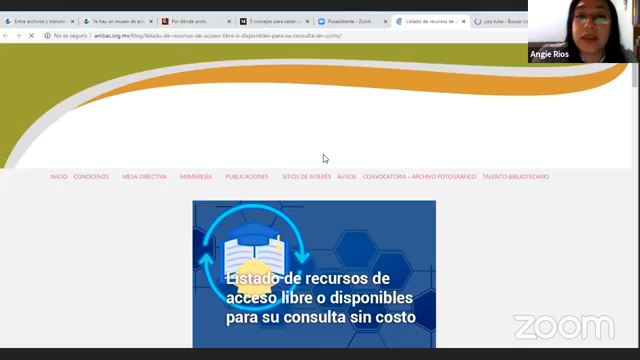 Entre archivos y bibliote
Ya hay un museo de an
Por dónde ando
5 consejos para saber c
Posasistente - Zoom
Listado de recursos de a
you tube - Buscar co
No es seguro | ambac.org.mx/blog/listado-de-recursos-de-acceso-libre-o-disponibles-para-su-consulta-sin-costo/
Angie Rios
INICIO CONÓCENOS MESA DIRECTIVA MEMBRESÍA PUBLICACIONES SITIOS DE INTERÉS AVISOS CONVOCATORIA – ARCHIVO FOTOGRÁFICO TALENTO BIBLIOTECARIO
Listado de recursos de
acceso libre o disponibles
para su consulta sin costo
zoom